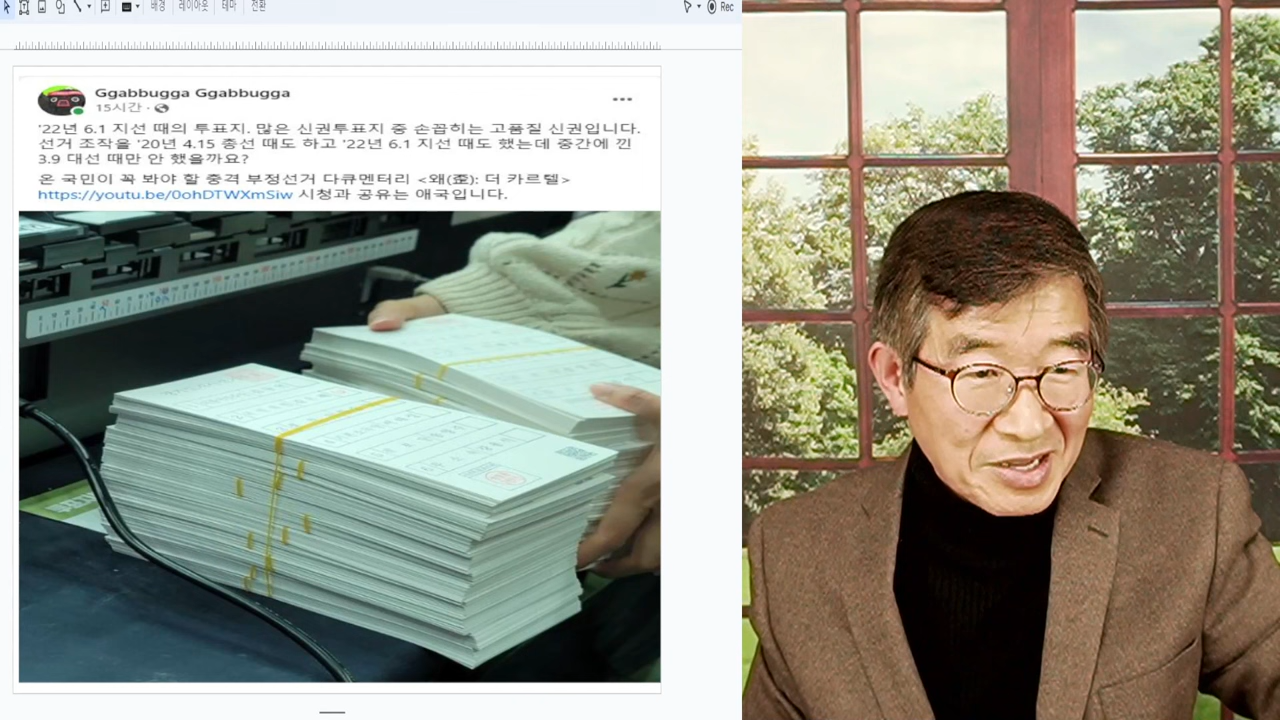 배경 레이아웃 테마 전환
Rec
Ggabbugga Ggabbugga
15시간 ·
'22년 6.1 지선 때의 투표지. 많은 신권투표지 중 손꼽히는 고품질 신권입니다.
선거 조작을 '20년 4.15 총선 때도 하고 '22년 6.1 지선 때도 했는데 중간에 낀
3.9 대선 때만 안 했을까요?
온 국민이 꼭 봐야 할 충격 부정선거 다큐멘터리 <왜(歪): 더 카르텔>
https://youtu.be/0ohDTWXmSiw 시청과 공유는 애국입니다.